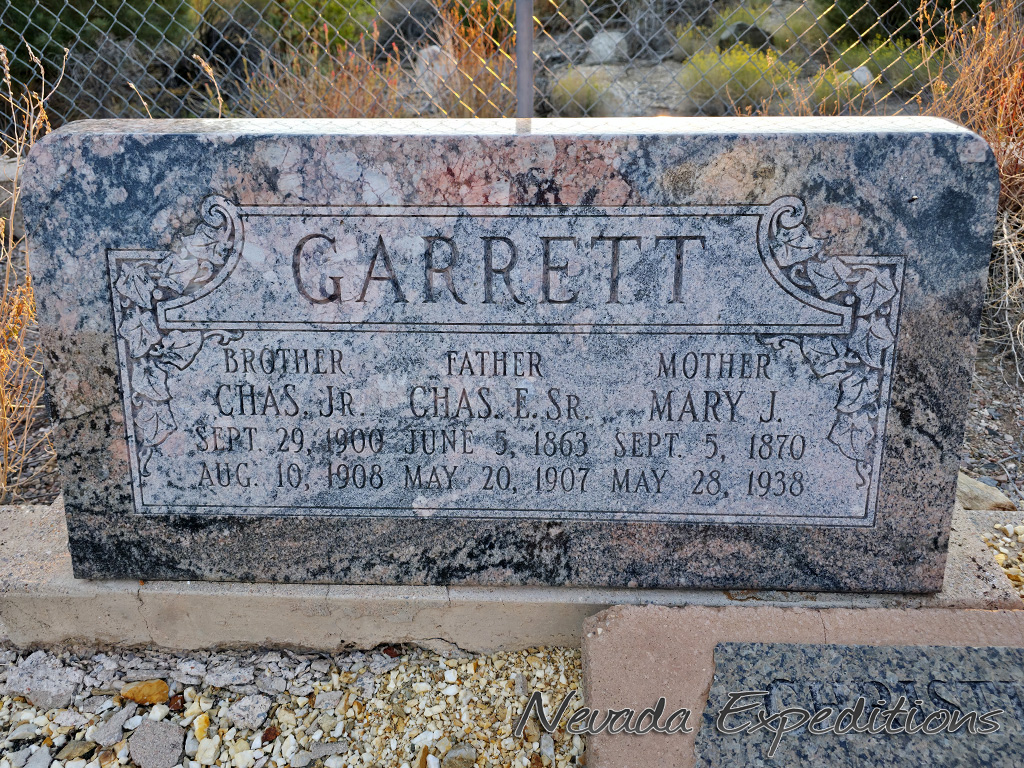 GARRETT
BROTHER FATHER MOTHER
CHAS. JR. CHAS. E. SR. MARY J.
SEPT. 29, 1900 JUNE 5, 1863 SEPT. 5, 1870
AUG. 10, 1908 MAY 20, 1907 MAY 28, 1938
Nevada Expeditions